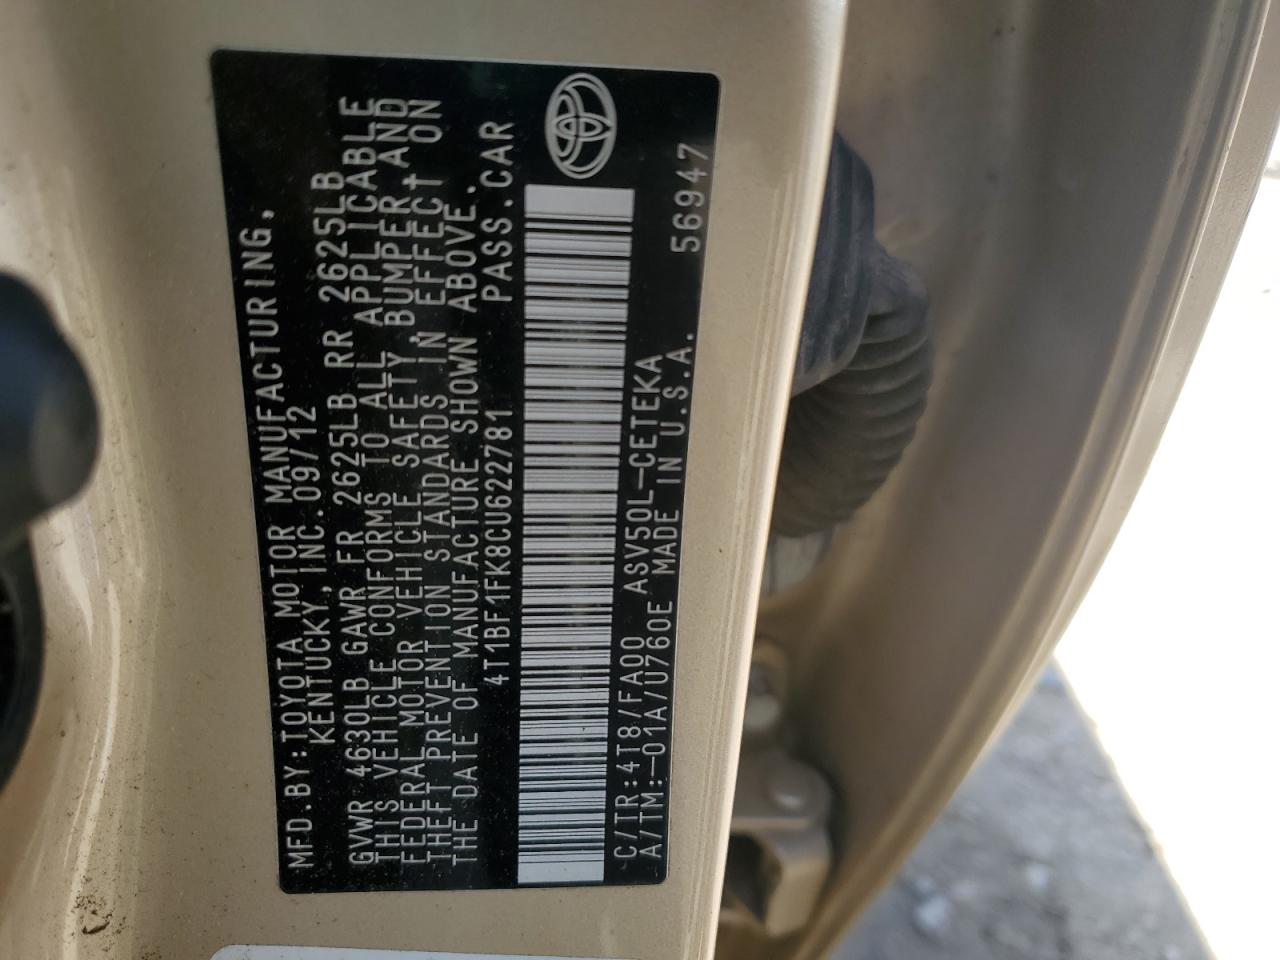 MFD.BY:TOYOTA MOTOR MANUFACTURING,
KENTUCKY,INC.09/12
GVWR 4630LB GAWR FR 2625LB RR 2625LB
THIS VEHICLE CONFORMS TO ALL APPLICABLE
FEDERAL MOTOR VEHICLE SAFETY,BUMPER,AND
THEFT PREVENTION STANDARDS IN EFFECT ON
THE DATE OF MANUFACTURE SHOWN ABOVE.
4T1BF1FK8CU622781 PASS.CAR
C/TR:4T8/FA00 ASV50L-CETEKA 56947
A/TM:-01A/U760E MADE IN U.S.A.